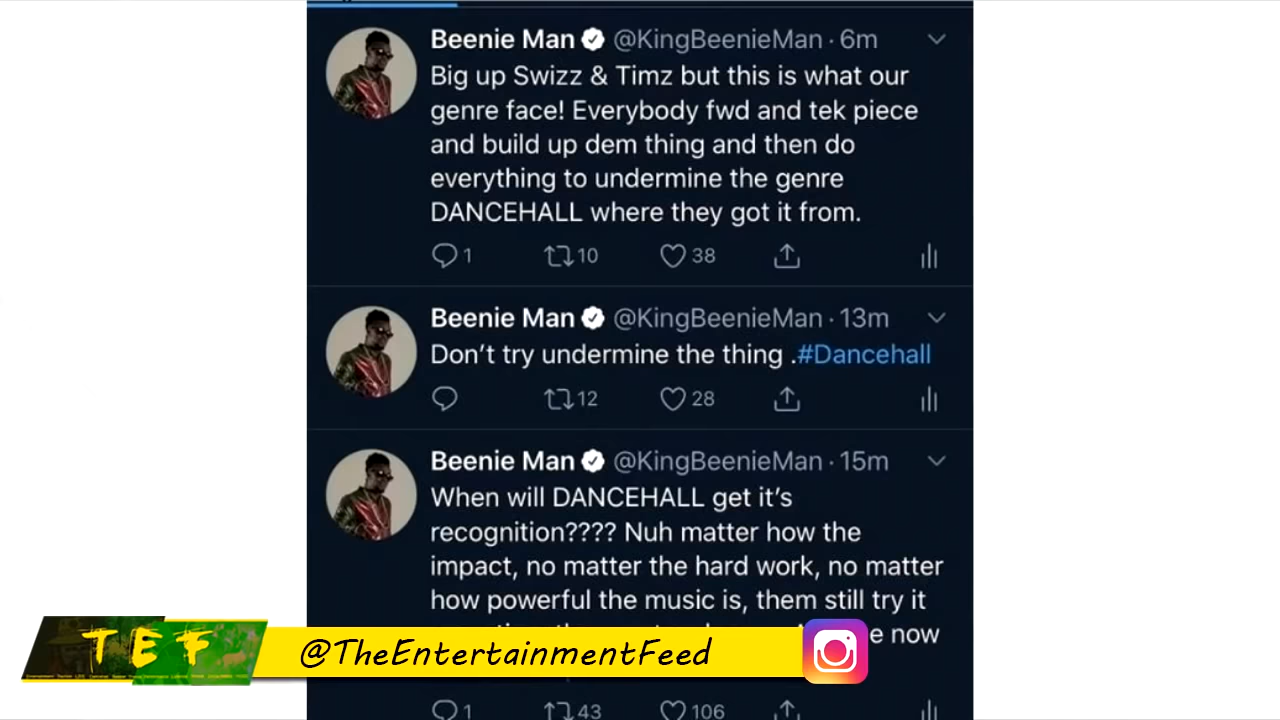 Beenie Man @KingBeenieMan · 6m
Big up Swizz & Timz but this is what our
genre face! Everybody fwd and tek piece
and build up dem thing and then do
everything to undermine the genre
DANCEHALL where they got it from.
1 10 38
Beenie Man @KingBeenieMan · 13m
Don't try undermine the thing .#Dancehall
12 28
Beenie Man @KingBeenieMan · 15m
When will DANCEHALL get it's
recognition???? Nuh matter how the
impact, no matter the hard work, no matter
how powerful the music is, them still try it
now
TEF
@TheEntertainmentFeed
1 43 106